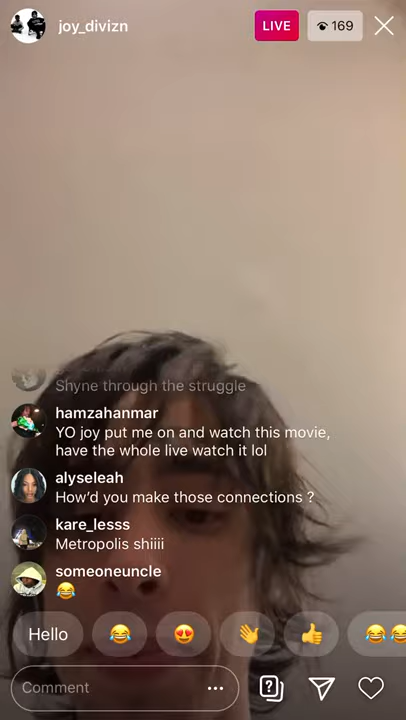 joy_divizn
LIVE
169
Shyne through the struggle
hamzahanmar
YO joy put me on and watch this movie,
have the whole live watch it lol
alyseleah
How'd you make those connections ?
kare_lesss
Metropolis shiiii
someoneuncle
😂
Hello
😂
😍
👋
👍
😂😂
Comment